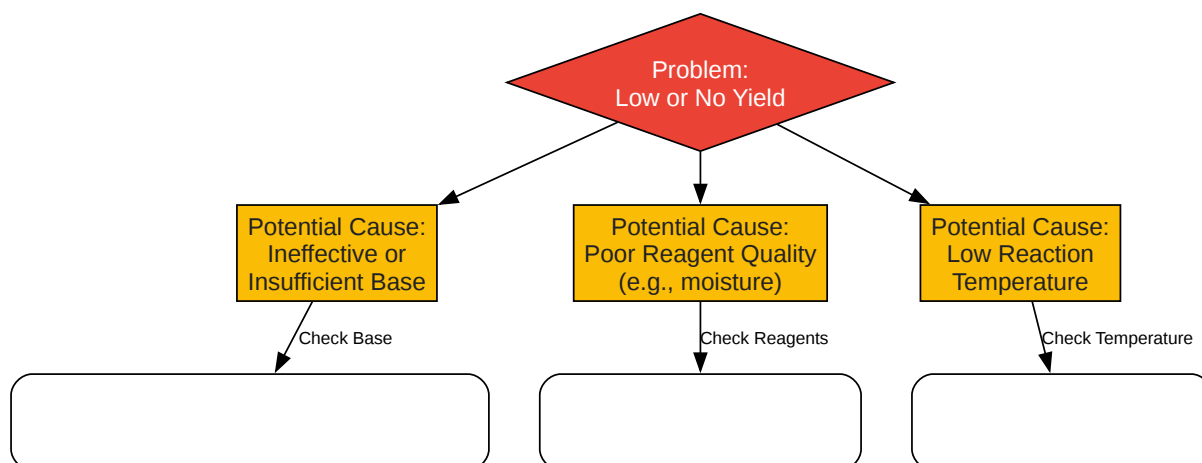 Problem:
Low or No Yield
Potential Cause:
Ineffective or
Insufficient Base
Potential Cause:
Poor Reagent Quality
(e.g., moisture)
Potential Cause:
Low Reaction
Temperature
Check Base
Check Reagents
Check Temperature